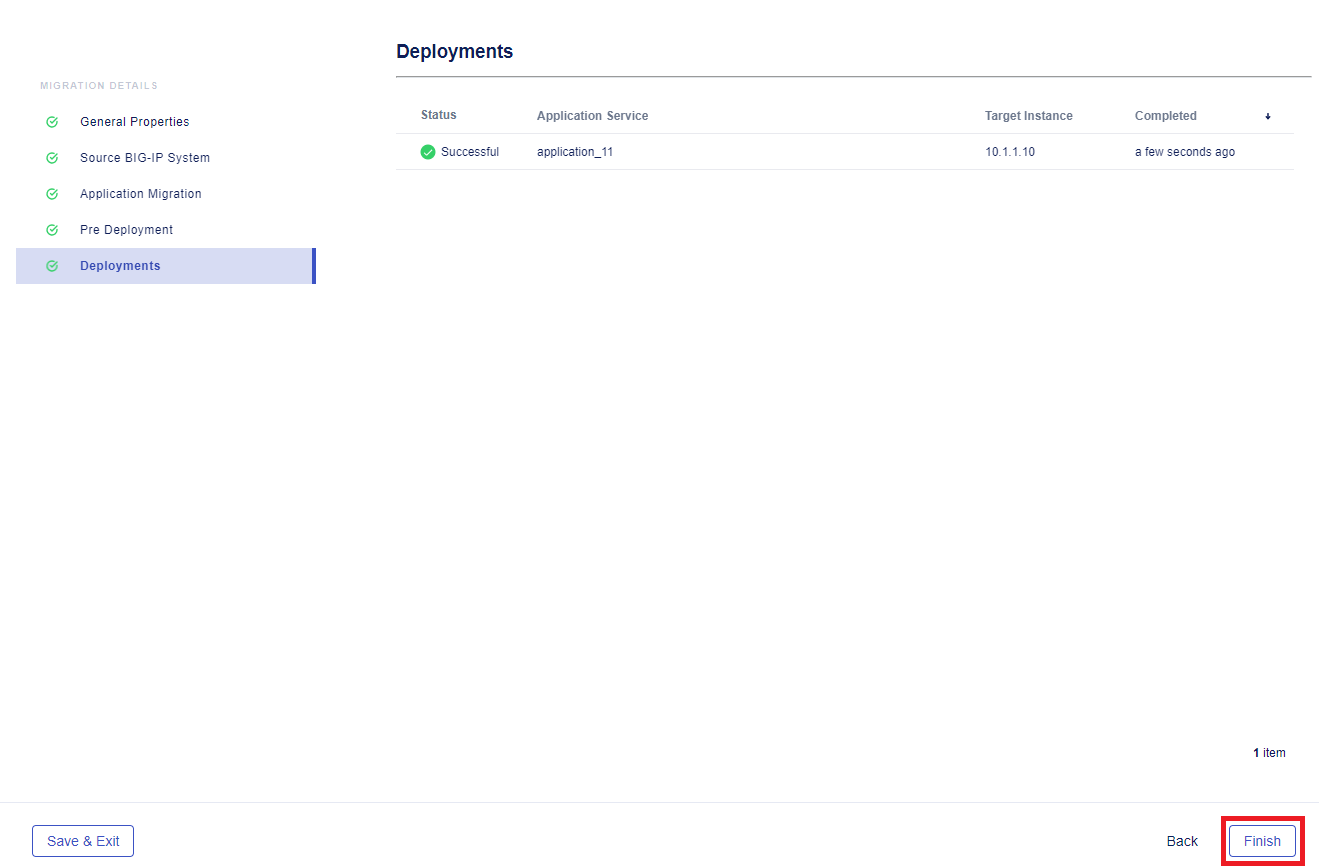 Deployments
MIGRATION DETAILS
General Properties
Source BIG-IP System
Application Migration
Pre Deployment
Deployments
Status Application Service Target Instance Completed
Successful application_11 10.1.1.10 a few seconds ago
1 item
Save & Exit Back Finish